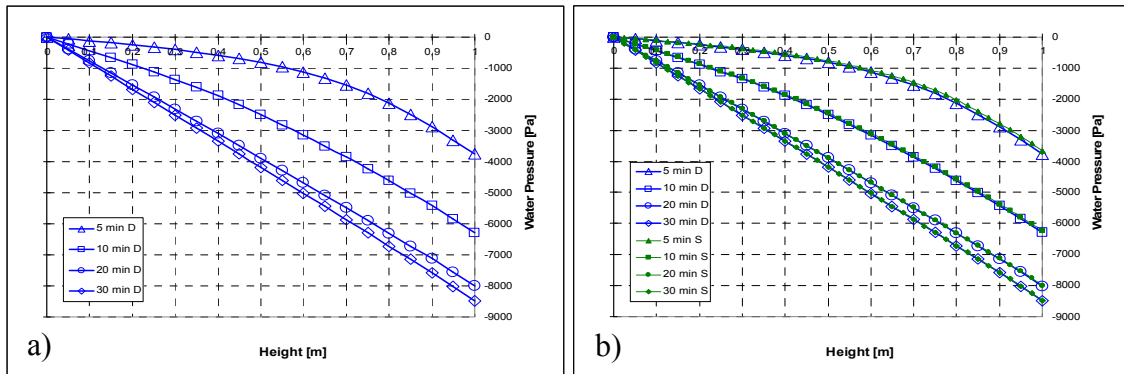 0 0,1 0,2 0,3 0,4 0,5 0,6 0,7 0,8 0,9 1
0
-1000
-2000
-3000
-4000
-5000
-6000
-7000
-8000
-9000
Water Pressure [Pa]
5 min D
10 min D
20 min D
30 min D
a)
Height [m]
0 0,1 0,2 0,3 0,4 0,5 0,6 0,7 0,8 0,9 1
0
-1000
-2000
-3000
-4000
-5000
-6000
-7000
-8000
-9000
Water Pressure [Pa]
5 min D
10 min D
20 min D
30 min D
5 min S
10 min S
20 min S
30 min S
b)
Height [m]